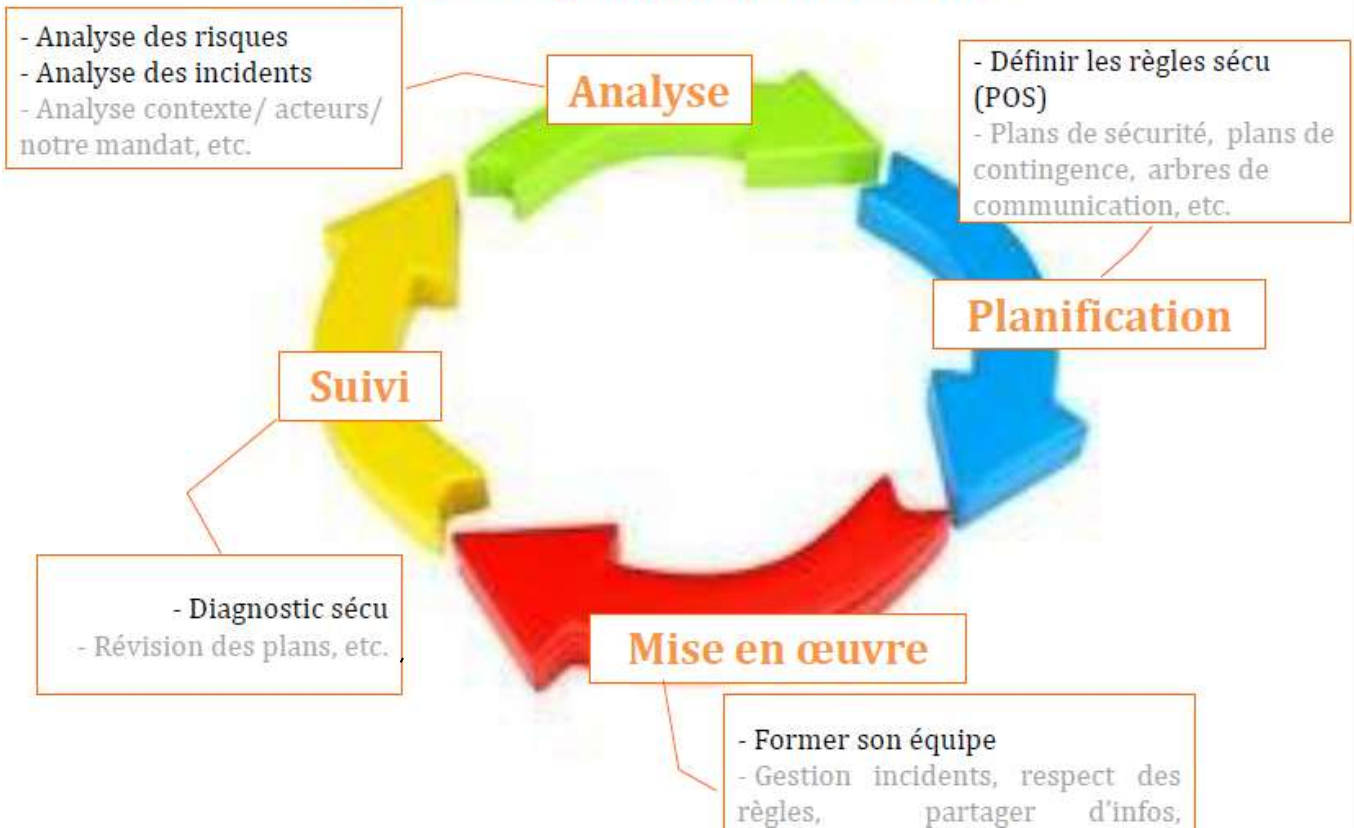 - Analyse des risques
- Analyse des incidents
- Analyse contexte/ acteurs/
notre mandat, etc.
Analyse
- Définir les règles sécu
(POS)
- Plans de sécurité, plans de
contingence, arbres de
communication, etc.
Planification
Suivi
- Diagnostic sécu
- Révision des plans, etc. ,
Mise en œuvre
- Former son équipe
- Gestion incidents, respect des
règles, partager d'infos,